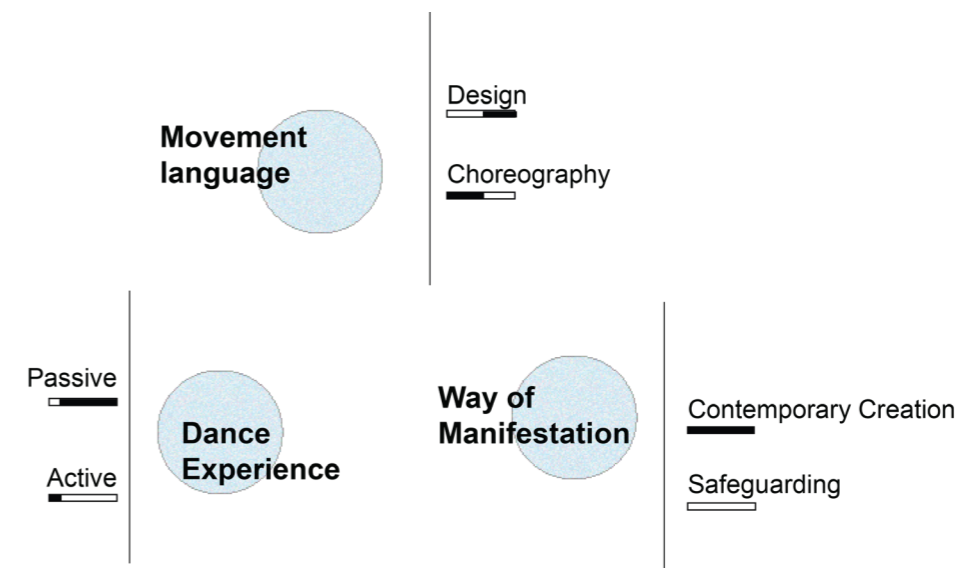 Design
Movement
language
Choreography
Passive
Dance
Experience
Active
Way of
Manifestation
Contemporary Creation
Safeguarding